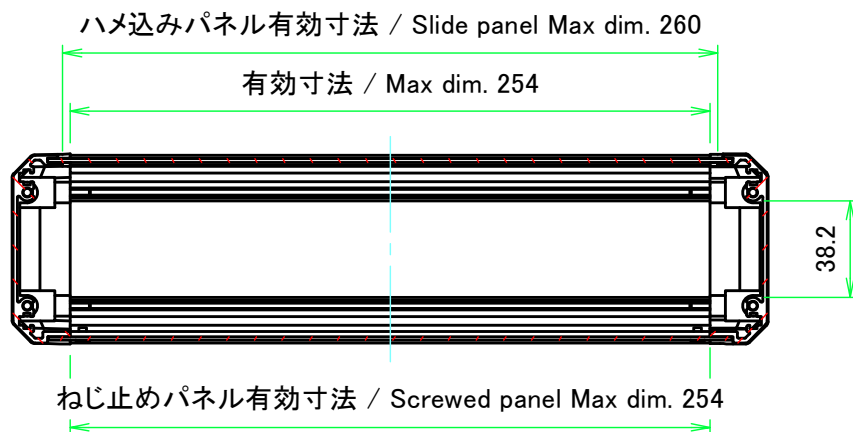 ハメ込みパネル有効寸法 / Slide panel Max dim. 260
有効寸法 / Max dim. 254
38.2
ねじ止めパネル有効寸法 / Screwed panel Max dim. 254